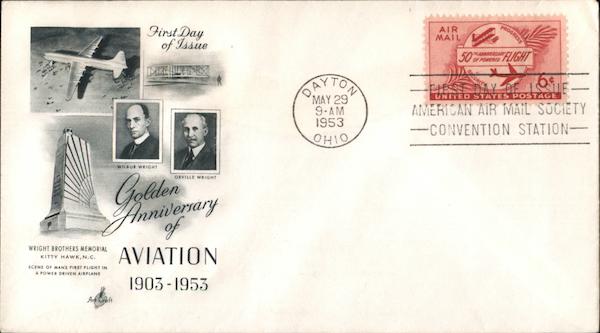 First Day
of Issue
WILBUR WRIGHT
ORVILLE WRIGHT
Golden
Anniversary
of
AVIATION
1903-1953
WRIGHT BROTHERS MEMORIAL
KITTY HAWK, N.C.
SCENE OF MAN'S FIRST FLIGHT IN
A POWER DRIVEN AIRPLANE
ArtCraft
DAYTON
MAY 29
9-AM
1953
OHIO
AIR
MAIL
PROGRESS
50TH ANNIVERSARY
OF POWERED
FLIGHT
6¢
UNITED STATES POSTAGE
FIRST DAY OF ISSUE
AMERICAN AIR MAIL SOCIETY
CONVENTION STATION